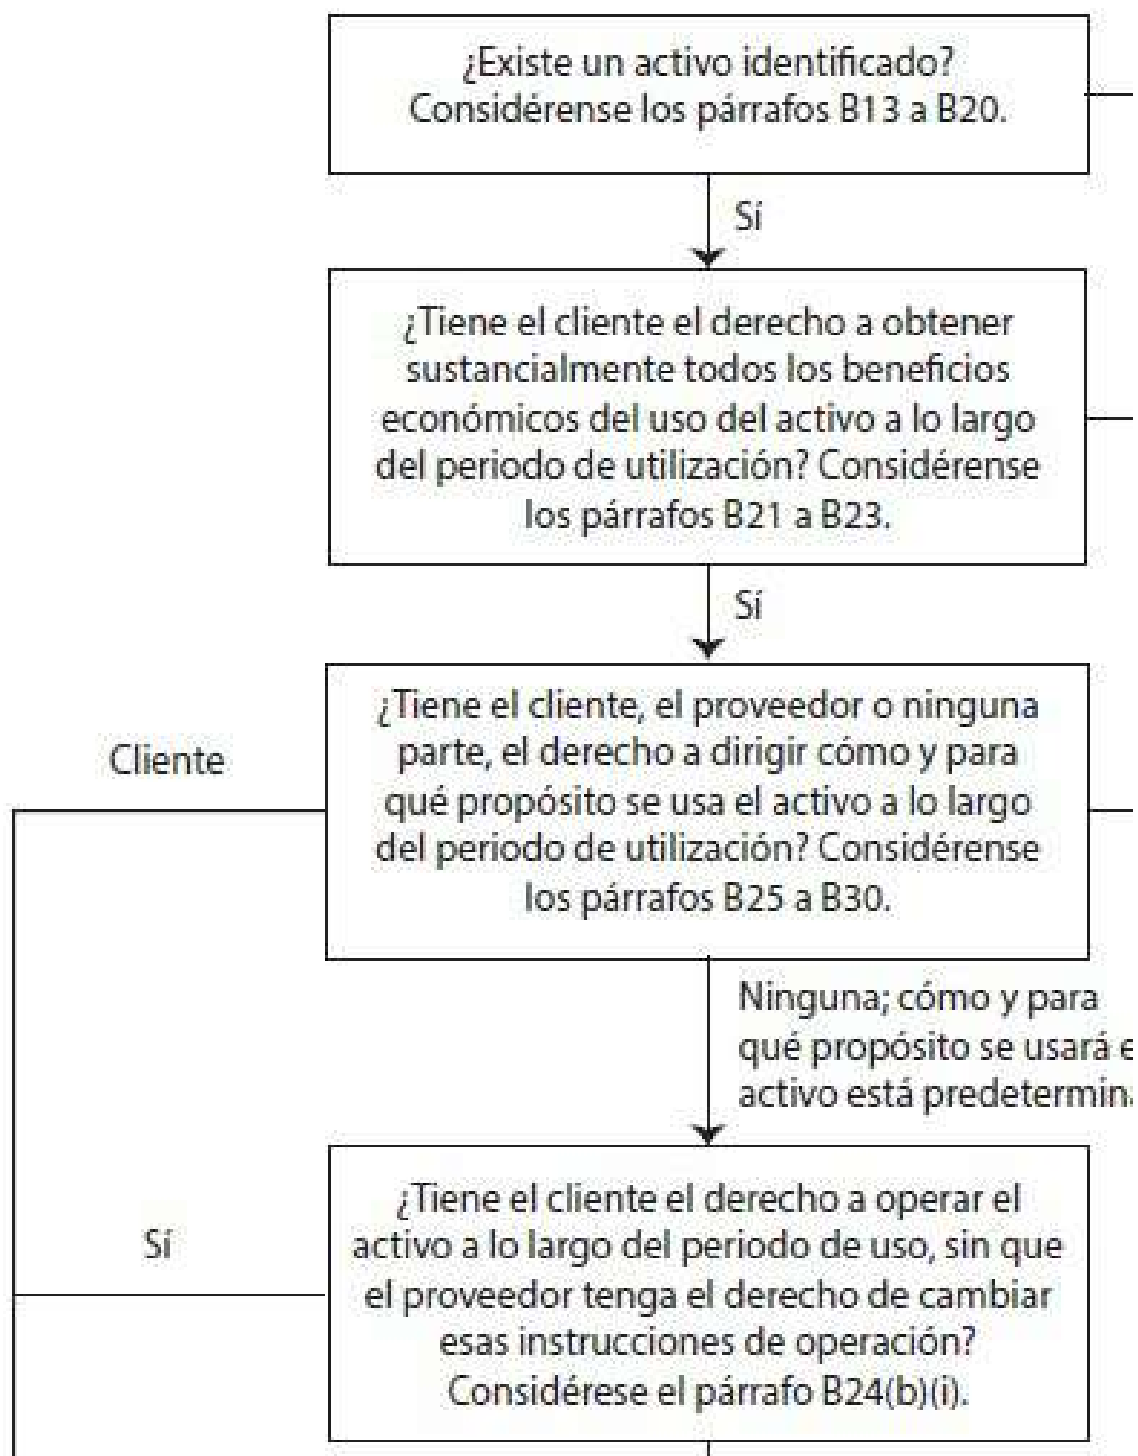 ¿Existe un activo identificado?
Considérense los párrafos B13 a B20.
Sí
¿Tiene el cliente el derecho a obtener
sustancialmente todos los beneficios
económicos del uso del activo a lo largo
del periodo de utilización? Considérense
los párrafos B21 a B23.
Sí
¿Tiene el cliente, el proveedor o ninguna
parte, el derecho a dirigir cómo y para
qué propósito se usa el activo a lo largo
del periodo de utilización? Considérense
los párrafos B25 a B30.
Cliente
Ninguna; cómo y para
qué propósito se usará
activo está
¿Tiene el cliente el derecho a operar el
activo a lo largo del periodo de uso, sin que
el proveedor tenga el derecho de cambiar
esas instrucciones de operación?
Considérese el párrafo B24(b)(i).
Sí